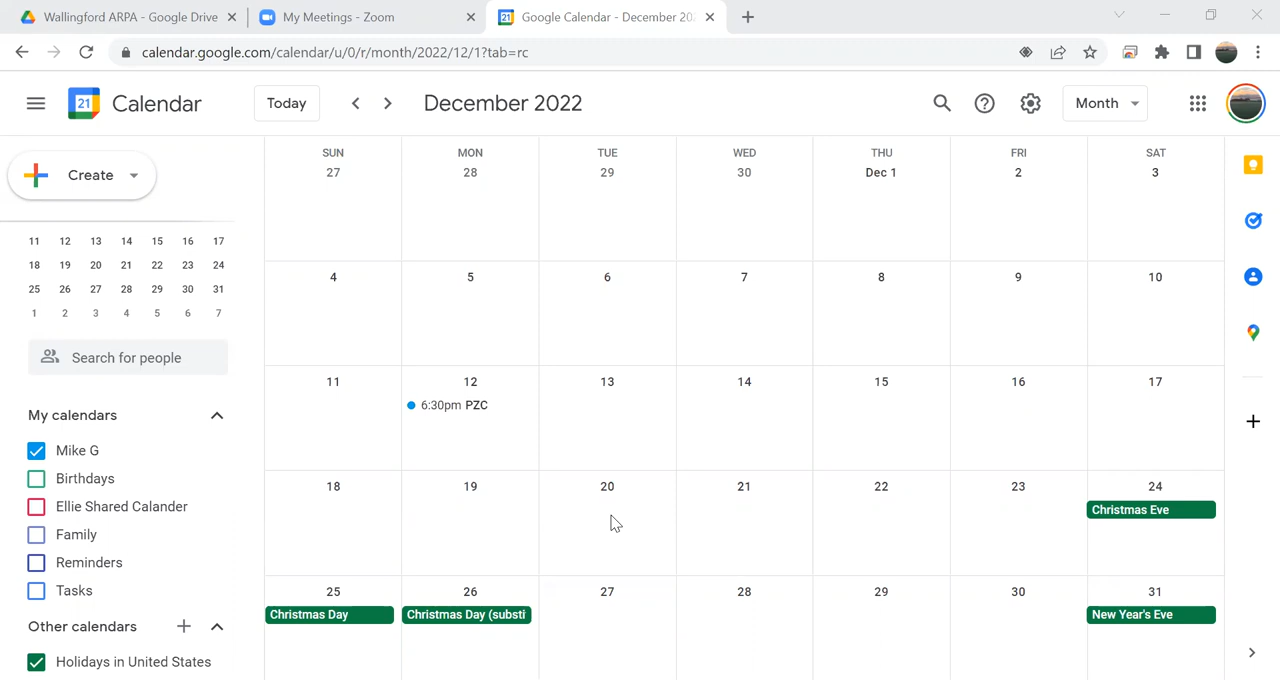 Wallingford ARPA - Google Drive
My Meetings - Zoom
Google Calendar - December 202
calendar.google.com/calendar/u/0/r/month/2022/12/1?tab=rc
21 Calendar
Today
December 2022
Month
Create
SUN MON TUE WED THU FRI SAT
27 28 29 30 Dec 1 2 3
11 12 13 14 15 16 17
18 19 20 21 22 23 24
25 26 27 28 29 30 31
1 2 3 4 5 6 7
4 5 6 7 8 9 10
Search for people
11 12 13 14 15 16 17
6:30pm PZC
My calendars
Mike G
Birthdays
Ellie Shared Calander
Family
Reminders
Tasks
18 19 20 21 22 23 24
Christmas Eve
25 26 27 28 29 30 31
Christmas Day
Christmas Day (substi
New Year's Eve
Other calendars
Holidays in United States